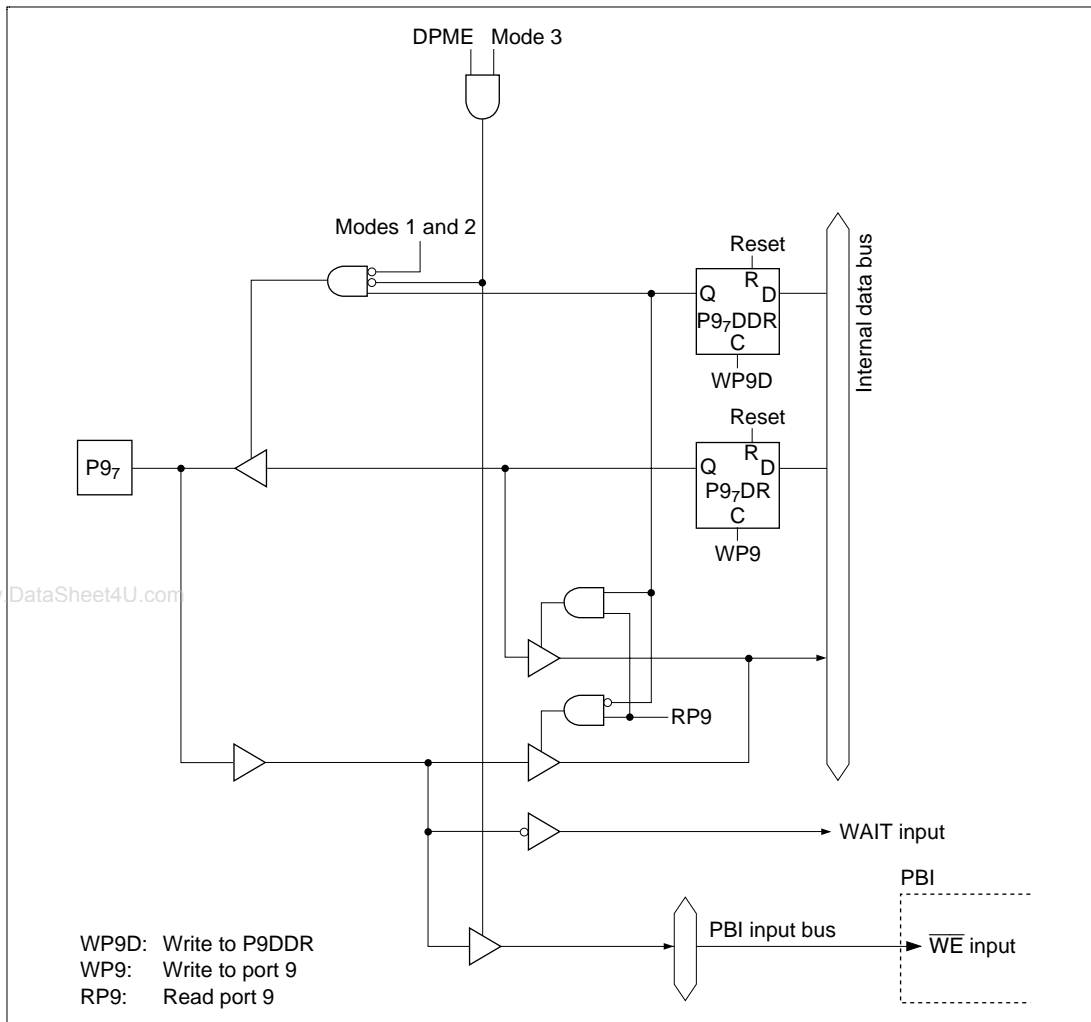 DPME Mode 3
Modes 1 and 2
Reset
R
Q
D
P9₇DDR
C
WP9D
Internal data bus
Reset
R
Q
D
P9₇DR
C
WP9
P9₇
.DataSheet4U.com
RP9
WAIT input
PBI
PBI input bus
W̅E̅ input
WP9D: Write to P9DDR
WP9: Write to port 9
RP9: Read port 9